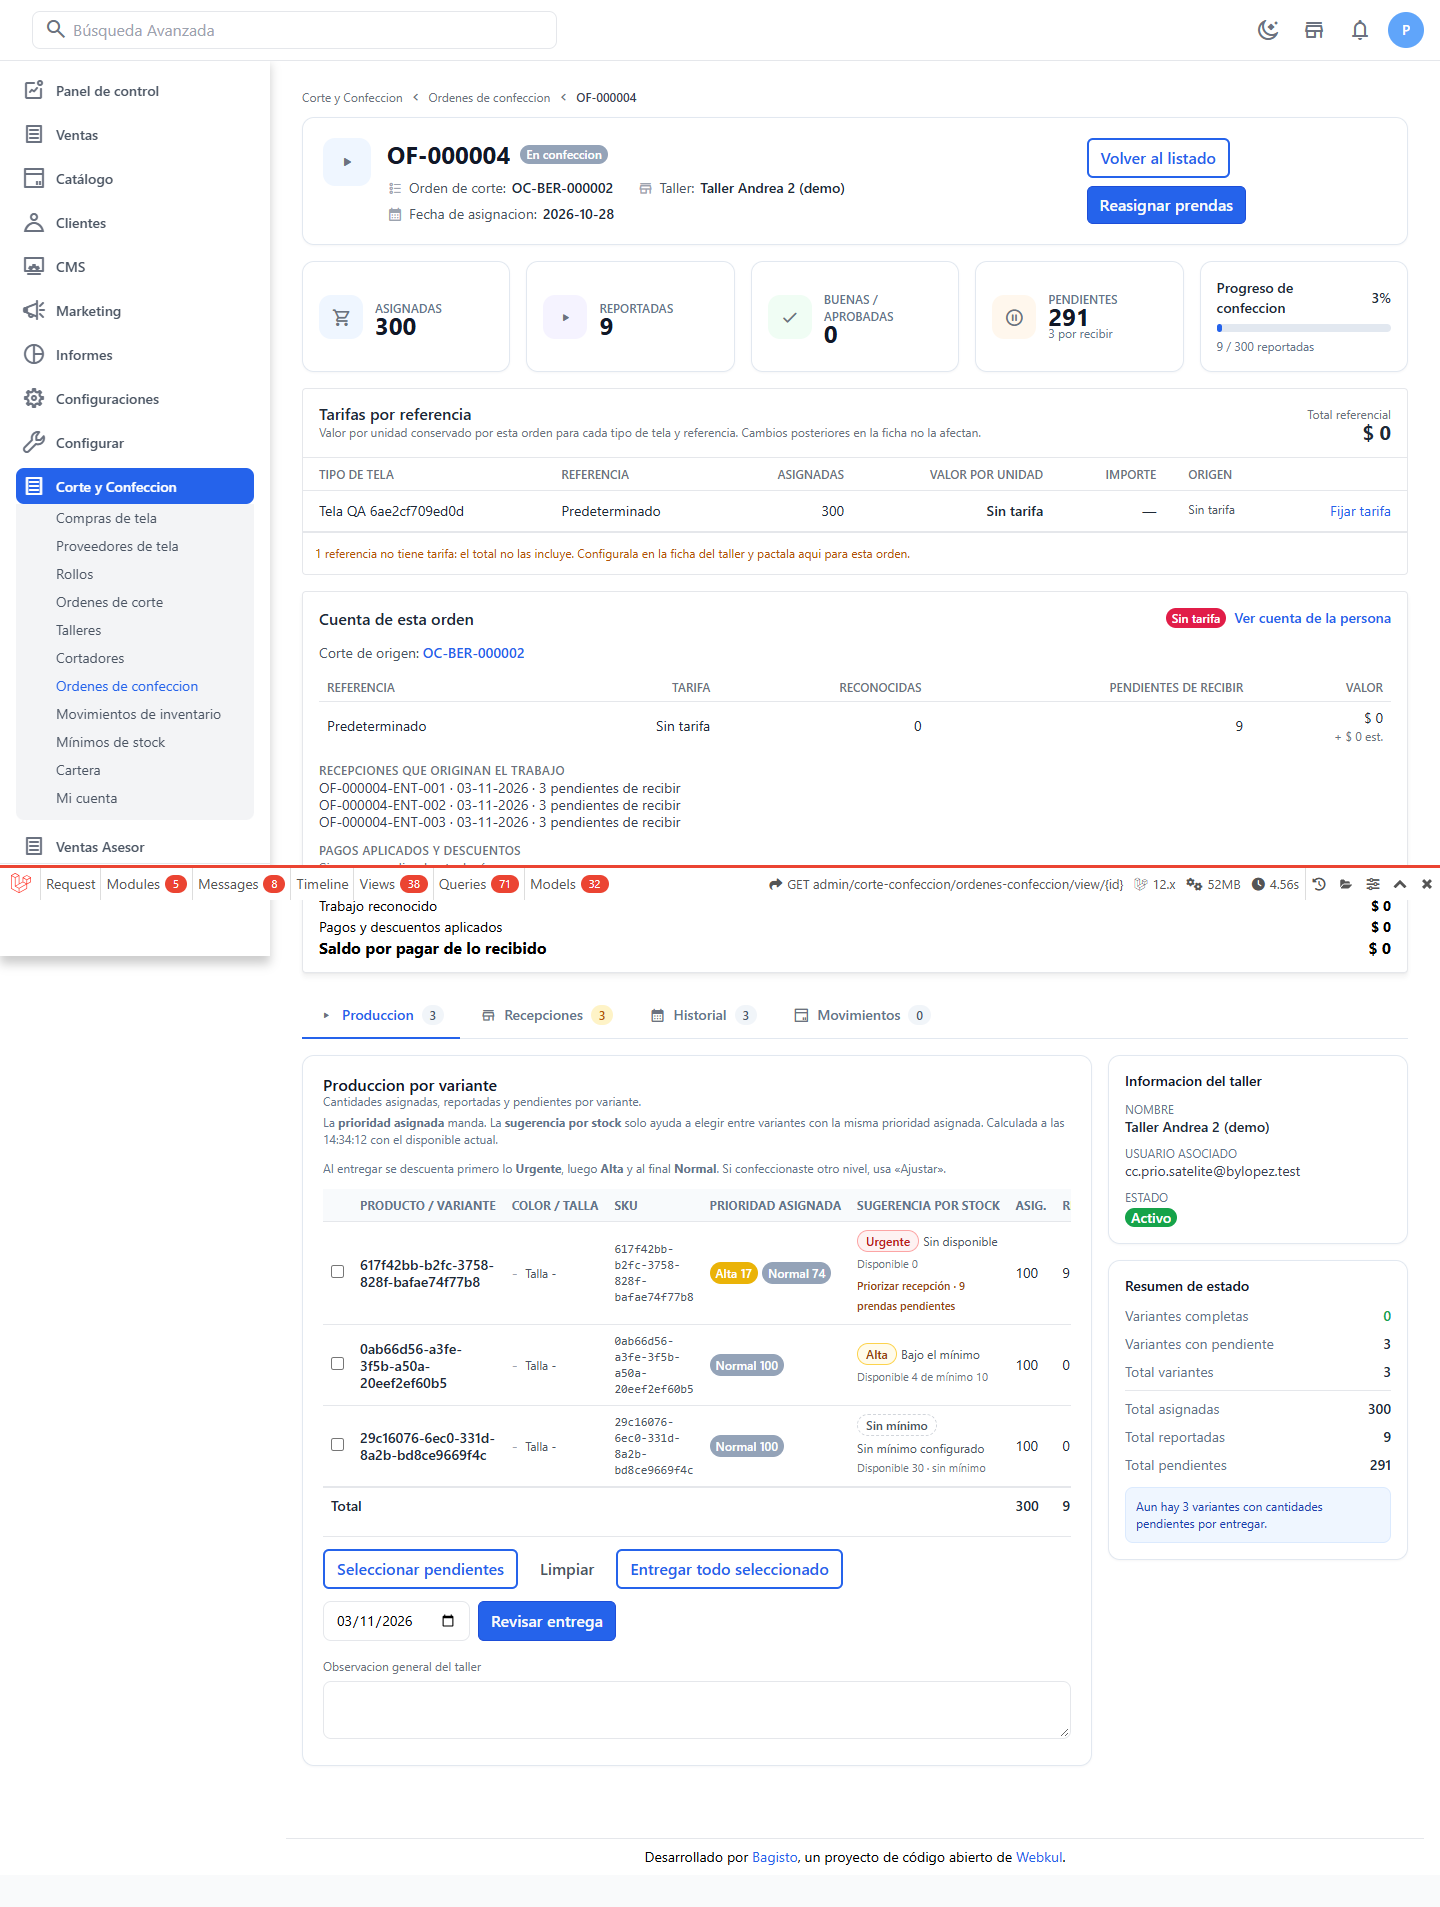 Búsqueda Avanzada
P
Panel de control
Ventas
Catálogo
Clientes
CMS
Marketing
Informes
Configuraciones
Configurar
Corte y Confeccion
Compras de tela
Proveedores de tela
Rollos
Ordenes de corte
Talleres
Cortadores
Ordenes de confeccion
Movimientos de inventario
Mínimos de stock
Cartera
Mi cuenta
Ventas Asesor
Corte y Confeccion < Ordenes de confeccion < OF-000004
OF-000004 En confeccion
Orden de corte: OC-BER-000002 Taller: Taller Andrea 2 (demo)
Fecha de asignacion: 2026-10-28
Volver al listado
Reasignar prendas
ASIGNADAS
300
REPORTADAS
9
BUENAS /
APROBADAS
0
PENDIENTES
291
3 por recibir
Progreso de
confeccion
3%
9 / 300 reportadas
Tarifas por referencia
Valor por unidad conservado por esta orden para cada tipo de tela y referencia. Cambios posteriores en la ficha no la afectan.
Total referencial
$ 0
TIPO DE TELA REFERENCIA ASIGNADAS VALOR POR UNIDAD IMPORTE ORIGEN
Tela QA 6ae2cf709ed0d Predeterminado 300 Sin tarifa — Sin tarifa Fijar tarifa
1 referencia no tiene tarifa: el total no las incluye. Configurala en la ficha del taller y pactala aqui para esta orden.
Cuenta de esta orden
Sin tarifa Ver cuenta de la persona
Corte de origen: OC-BER-000002
REFERENCIA TARIFA RECONOCIDAS PENDIENTES DE RECIBIR VALOR
Predeterminado Sin tarifa 0 9 $ 0
+ $ 0 est.
RECEPCIONES QUE ORIGINAN EL TRABAJO
OF-000004-ENT-001 · 03-11-2026 · 3 pendientes de recibir
OF-000004-ENT-002 · 03-11-2026 · 3 pendientes de recibir
OF-000004-ENT-003 · 03-11-2026 · 3 pendientes de recibir
PAGOS APLICADOS Y DESCUENTOS
Request Modules 5 Messages 8 Timeline Views 38 Queries 71 Models 32 GET admin/corte-confeccion/ordenes-confeccion/view/{id} 12.x 52MB 4.56s
Trabajo reconocido $ 0
Pagos y descuentos aplicados $ 0
Saldo por pagar de lo recibido $ 0
Produccion 3 Recepciones 3 Historial 3 Movimientos 0
Produccion por variante
Cantidades asignadas, reportadas y pendientes por variante.
La prioridad asignada manda. La sugerencia por stock solo ayuda a elegir entre variantes con la misma prioridad asignada. Calculada a las
14:34:12 con el disponible actual.
Al entregar se descuenta primero lo Urgente, luego Alta y al final Normal. Si confeccionaste otro nivel, usa «Ajustar».
PRODUCTO / VARIANTE COLOR / TALLA SKU PRIORIDAD ASIGNADA SUGERENCIA POR STOCK ASIG. R
617f42bb-
b2fc-3758-
828f-bafae74f77b8
- Talla -
617f42bb-
b2fc-3758-
828f-
bafae74f77b8
Alta 17 Normal 74
Urgente Sin disponible
Disponible 0
Priorizar recepción · 9
prendas pendientes
100 9
0ab66d56-a3fe-
3f5b-a50a-
20eef2ef60b5
- Talla -
0ab66d56-
a3fe-3f5b-
a50a-
20eef2ef60b5
Normal 100
Alta Bajo el mínimo
Disponible 4 de mínimo 10
100 0
29c16076-6ec0-331d-
8a2b-bd8ce9669f4c
- Talla -
29c16076-
6ec0-331d-
8a2b-
bd8ce9669f4c
Normal 100
Sin mínimo
Sin mínimo configurado
Disponible 30 · sin mínimo
100 0
Total 300 9
Seleccionar pendientes Limpiar Entregar todo seleccionado
03/11/2026 Revisar entrega
Observacion general del taller
Informacion del taller
NOMBRE
Taller Andrea 2 (demo)
USUARIO ASOCIADO
cc.prio.satelite@bylopez.test
ESTADO
Activo
Resumen de estado
Variantes completas 0
Variantes con pendiente 3
Total variantes 3
Total asignadas 300
Total reportadas 9
Total pendientes 291
Aun hay 3 variantes con cantidades
pendientes por entregar.
Desarrollado por Bagisto, un proyecto de código abierto de Webkul.